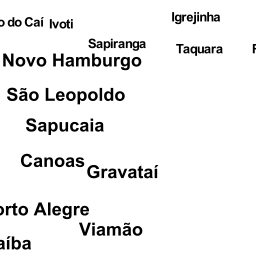 Igrejinha
o do Caí Ivoti
Sapiranga
Taquara
Novo Hamburgo
São Leopoldo
Sapucaia
Canoas
Gravataí
orto Alegre
Viamão
aíba